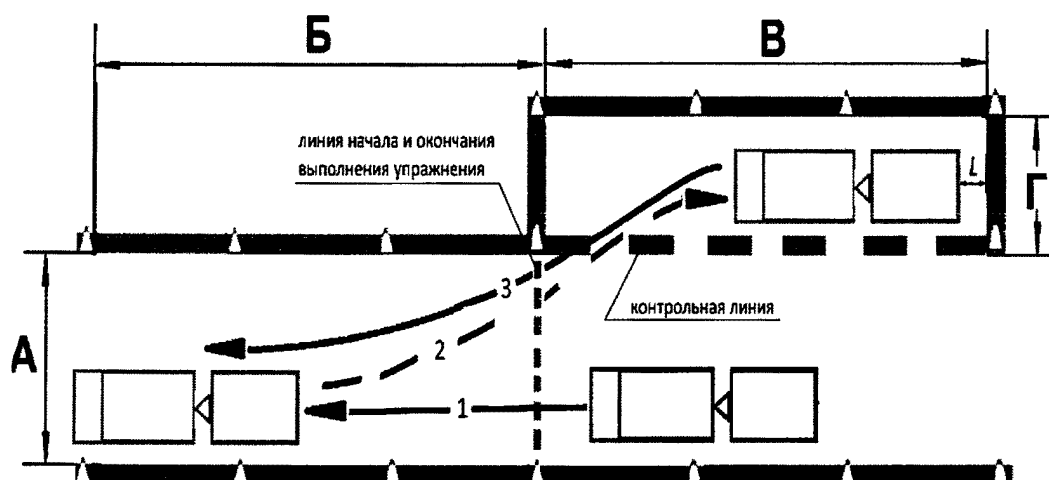 Б
В
линия начала и окончания
выполнения упражнения
L
Г
3
контрольная линия
А
2
1